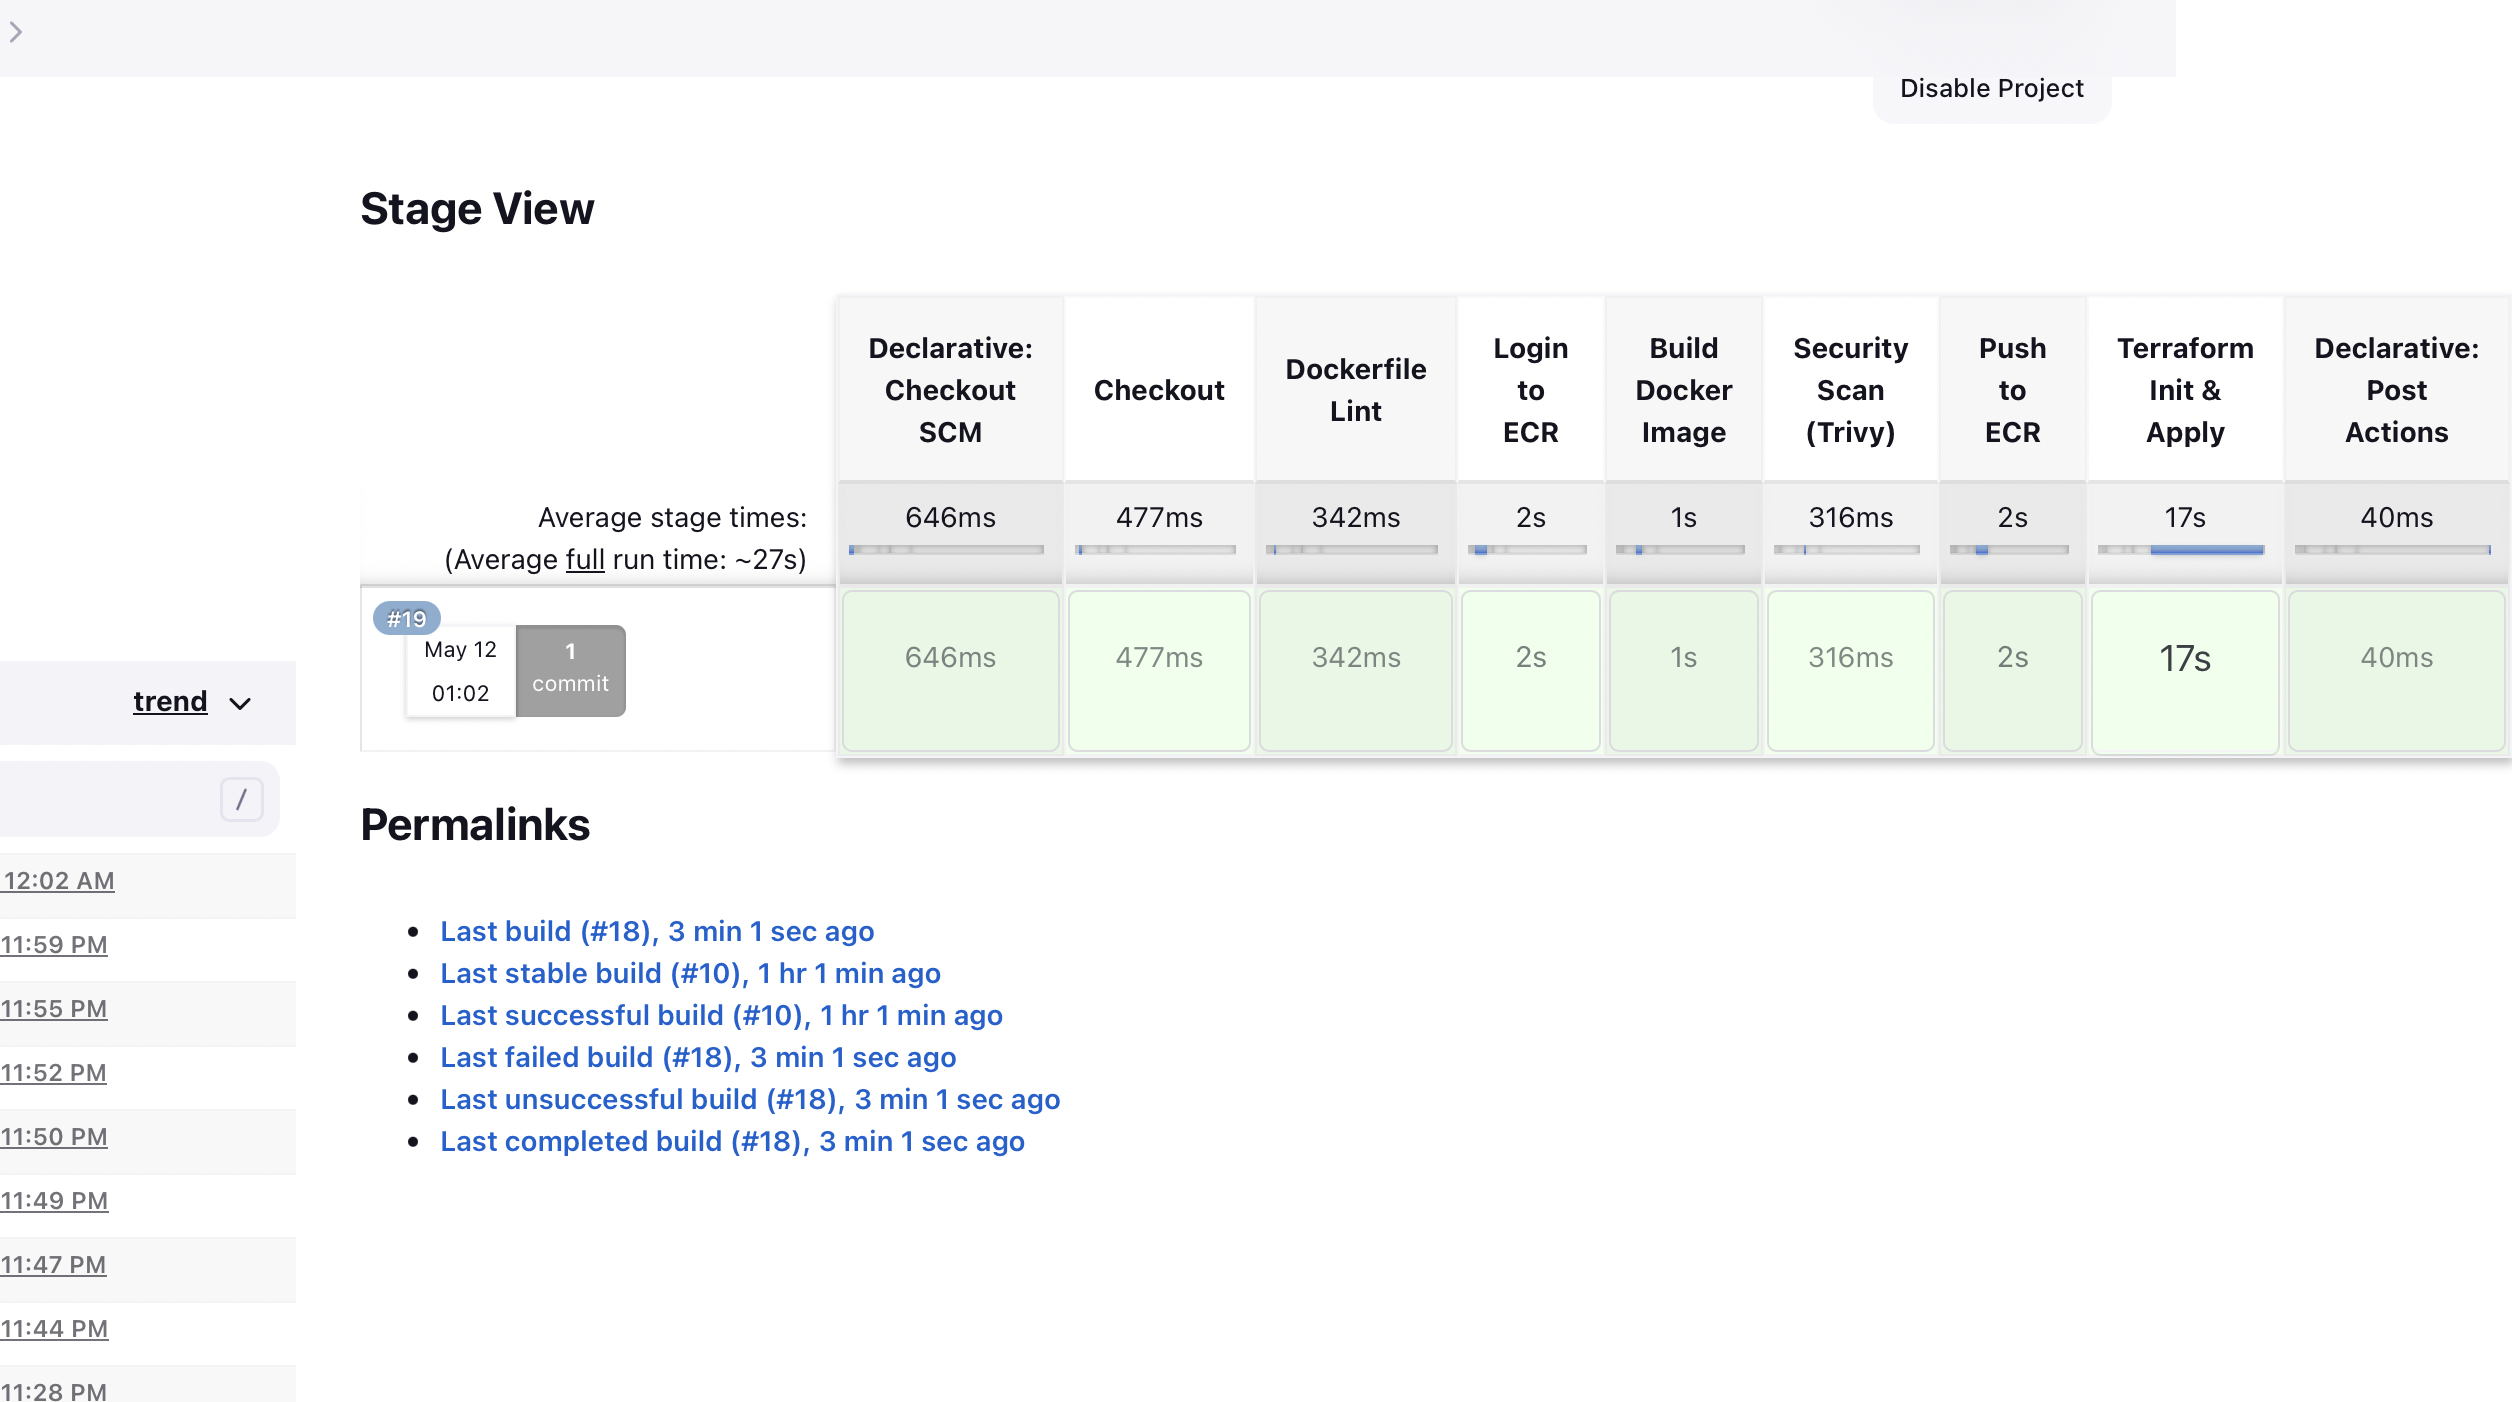 Disable Project
Stage View
Declarative: Checkout SCM
Checkout
Dockerfile Lint
Login to ECR
Build Docker Image
Security Scan (Trivy)
Push to ECR
Terraform Init & Apply
Declarative: Post Actions
Average stage times:
(Average full run time: ~27s)
646ms
477ms
342ms
2s
1s
316ms
2s
17s
40ms
#19
May 12
01:02
1
commit
646ms
477ms
342ms
2s
1s
316ms
2s
17s
40ms
trend
/
12:02 AM
11:59 PM
11:55 PM
11:52 PM
11:50 PM
11:49 PM
11:47 PM
11:44 PM
11:28 PM
Permalinks
Last build (#18), 3 min 1 sec ago
Last stable build (#10), 1 hr 1 min ago
Last successful build (#10), 1 hr 1 min ago
Last failed build (#18), 3 min 1 sec ago
Last unsuccessful build (#18), 3 min 1 sec ago
Last completed build (#18), 3 min 1 sec ago